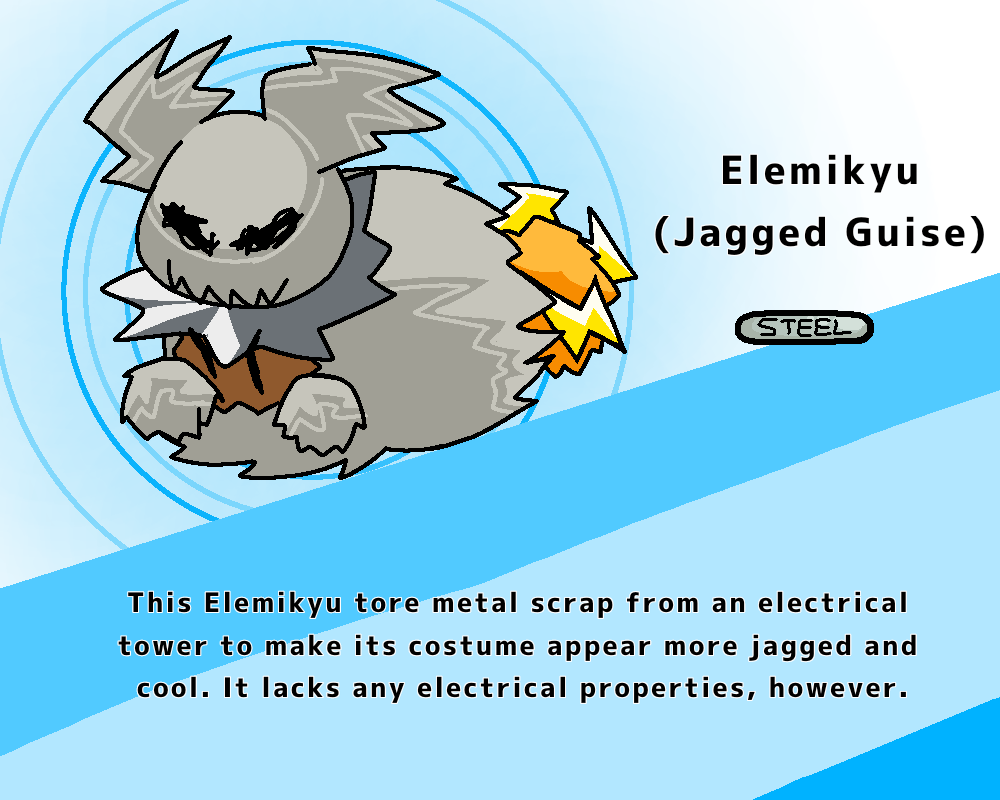 Elemikyu
(Jagged Guise)
STEEL
This Elemikyu tore metal scrap from an electrical
tower to make its costume appear more jagged and
cool. It lacks any electrical properties, however.